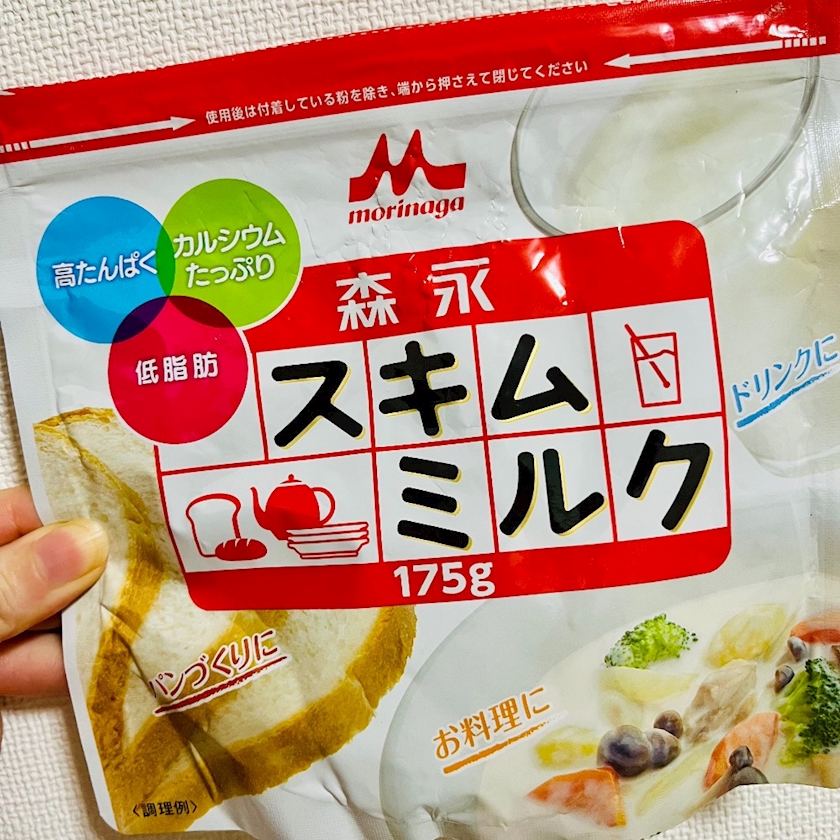 使用後は付着している粉を除き、端から押さえて閉じてください
morinaga
高たんぱく
カルシウム
たっぷり
低脂肪
森永
スキム
ミルク
175g
ドリンクに
パンづくりに
お料理に
〈調理例〉